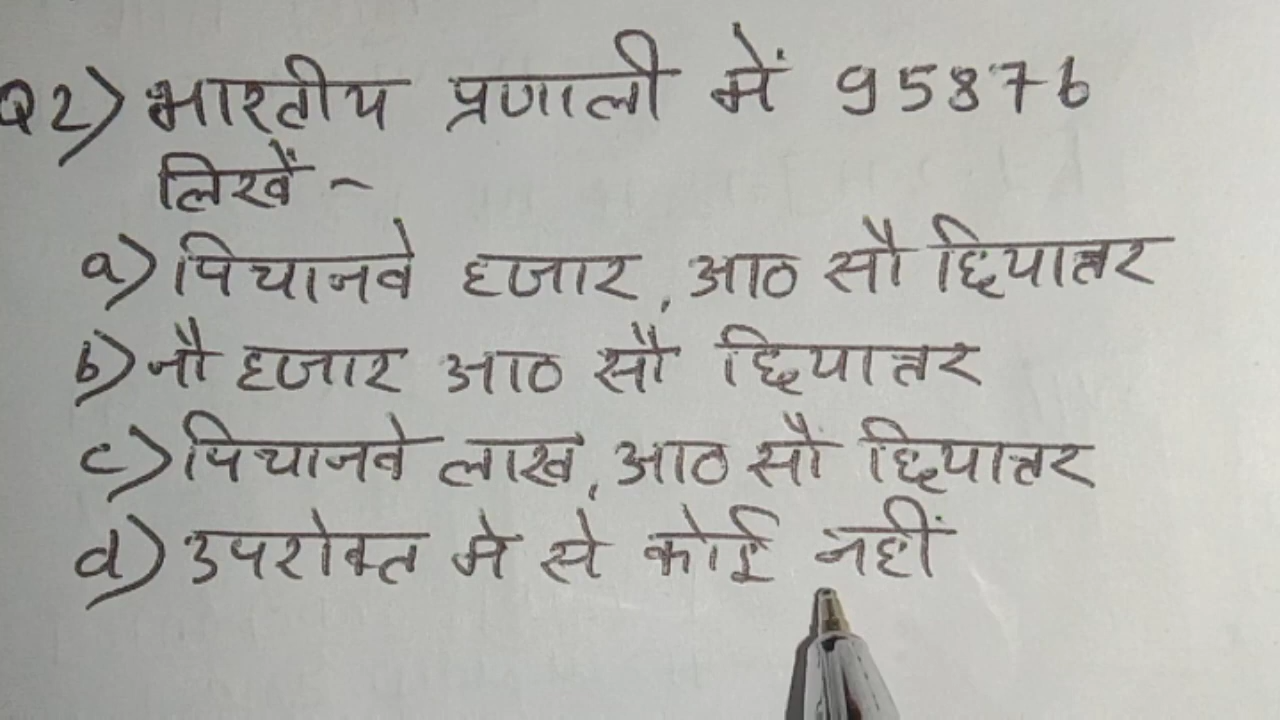 Q2) भारतीय प्रणाली में 95876
लिखें -
a) पिचानवे हजार, आठ सौ छियात्तर
b) नौ हजार आठ सौ छियातर
c) पिचानवे लाख, आठ सौ छियात्तर
d) उपरोक्त मे से कोई नहीं